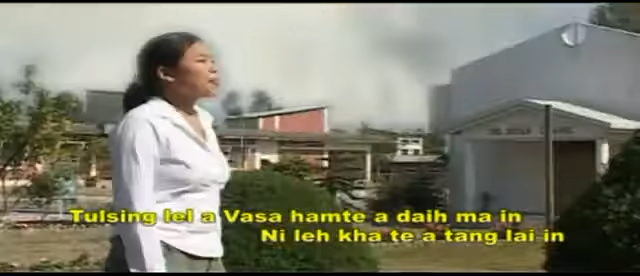 Tulsing lel a Vasa hamte a daih ma in
Ni leh kha te a tang lai in